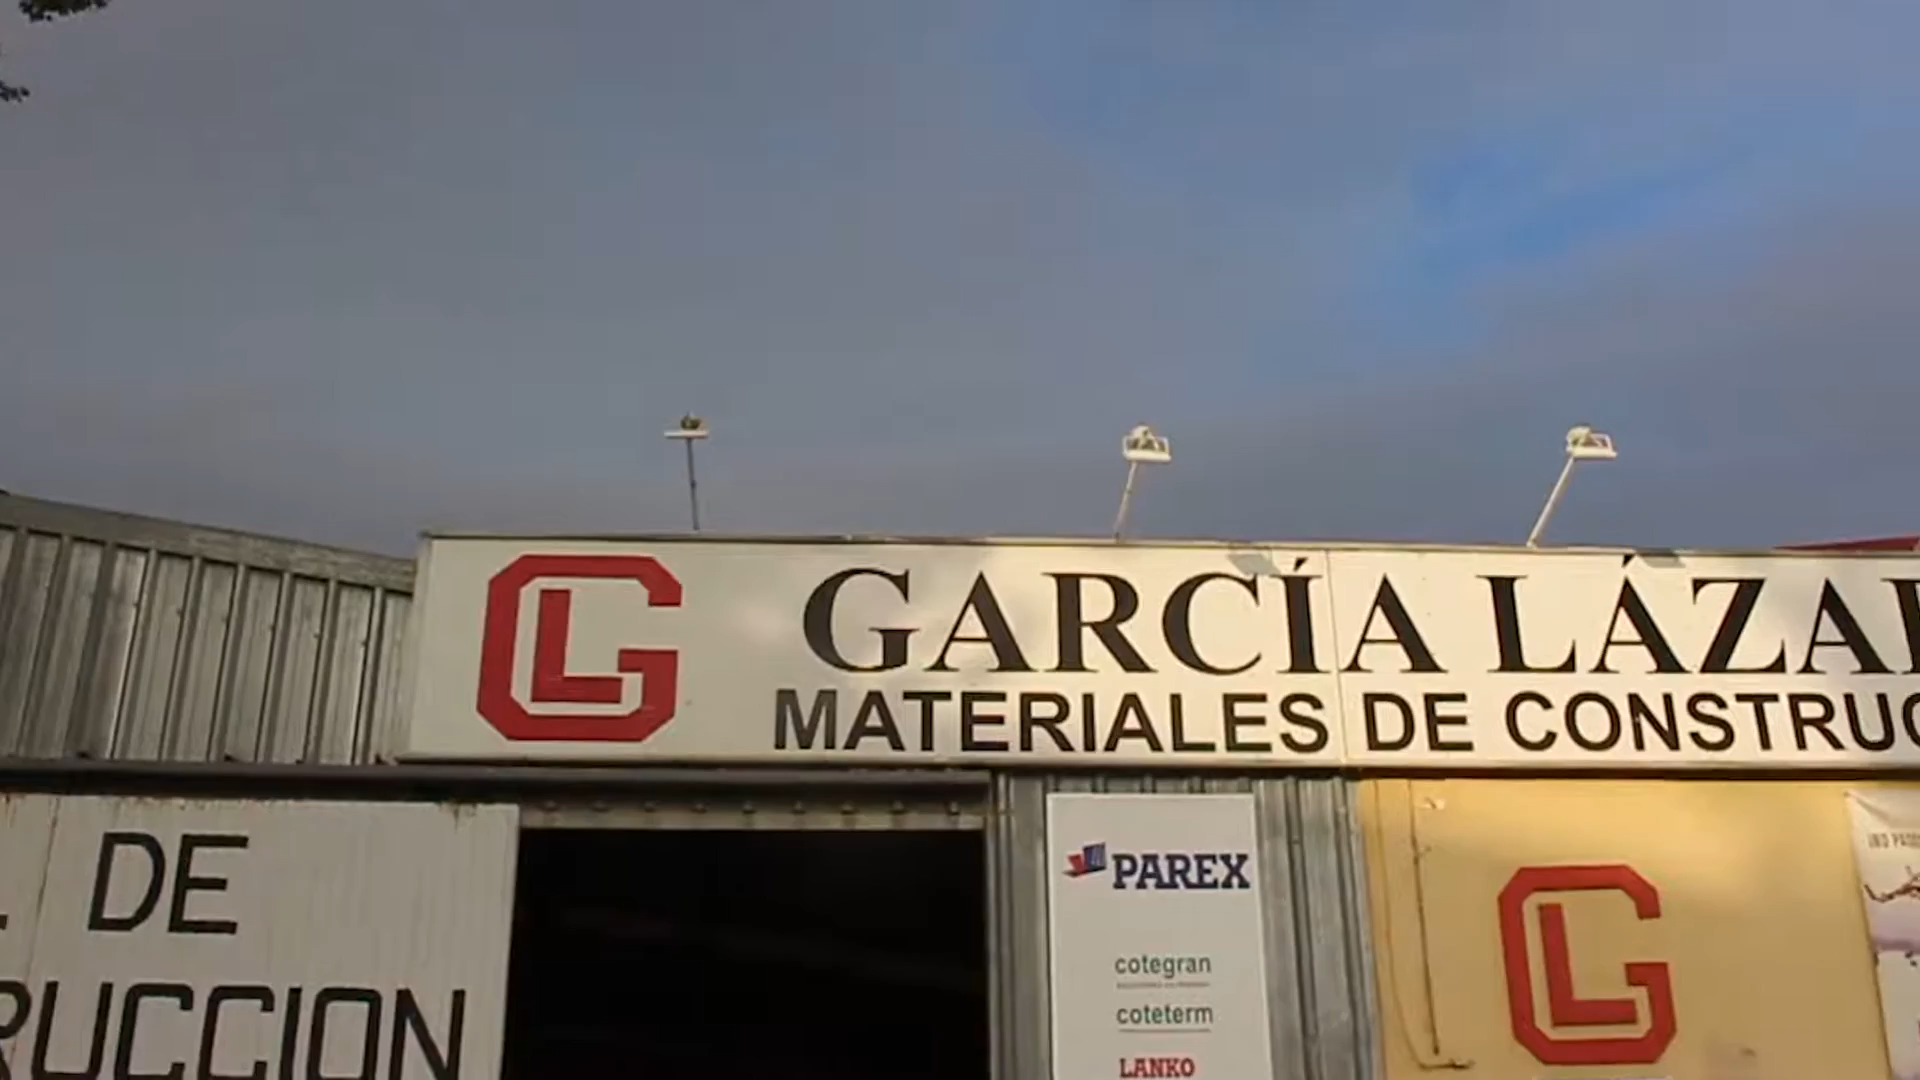 GL GARCÍA LÁZA
MATERIALES DE CONSTRUC
DE
RUCCION
PAREX
cotegran
coteterm
LANKO
GL